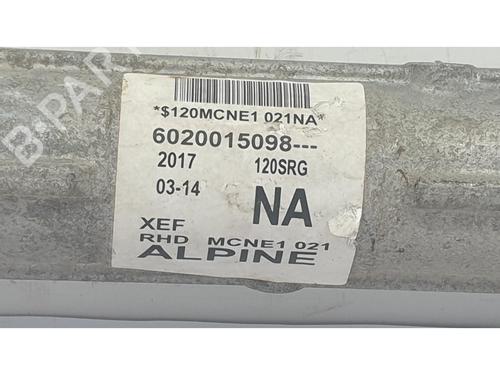 *$120MCNE1 021NA*
6020015098---
2017 120SRG
03-14 NA
XEF
RHD MCNE1 021
ALPINE
B-PARTS